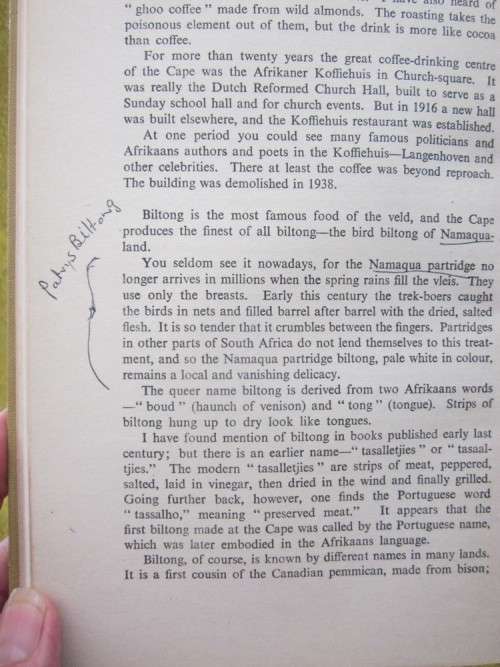 have also heard of
" ghoo coffee " made from wild almonds. The roasting takes the
poisonous element out of them, but the drink is more like cocoa
than coffee.
For more than twenty years the great coffee-drinking centre
of the Cape was the Afrikaner Koffiehuis in Church-square. It
was really the Dutch Reformed Church Hall, built to serve as a
Sunday school hall and for church events. But in 1916 a new hall
was built elsewhere, and the Koffiehuis restaurant was established.
At one period you could see many famous politicians and
Afrikaans authors and poets in the Koffiehuis—Langenhoven and
other celebrities. There at least the coffee was beyond reproach.
The building was demolished in 1938.
Biltong is the most famous food of the veld, and the Cape
produces the finest of all biltong—the bird biltong of Namaqua-
land.
You seldom see it nowadays, for the Namaqua partridge no
longer arrives in millions when the spring rains fill the vleis. They
use only the breasts. Early this century the trek-boers caught
the birds in nets and filled barrel after barrel with the dried, salted
flesh. It is so tender that it crumbles between the fingers. Partridges
in other parts of South Africa do not lend themselves to this treat-
ment, and so the Namaqua partridge biltong, pale white in colour,
remains a local and vanishing delicacy.
The queer name biltong is derived from two Afrikaans words
—" boud " (haunch of venison) and " tong " (tongue). Strips of
biltong hung up to dry look like tongues.
I have found mention of biltong in books published early last
century; but there is an earlier name—" tasalletjies " or " tasaal-
tjies." The modern " tasalletjies " are strips of meat, peppered,
salted, laid in vinegar, then dried in the wind and finally grilled.
Going further back, however, one finds the Portuguese word
" tassalho," meaning " preserved meat." It appears that the
first biltong made at the Cape was called by the Portuguese name,
which was later embodied in the Afrikaans language.
Biltong, of course, is known by different names in many lands.
It is a first cousin of the Canadian pemmican, made from bison;
Patrys Biltong